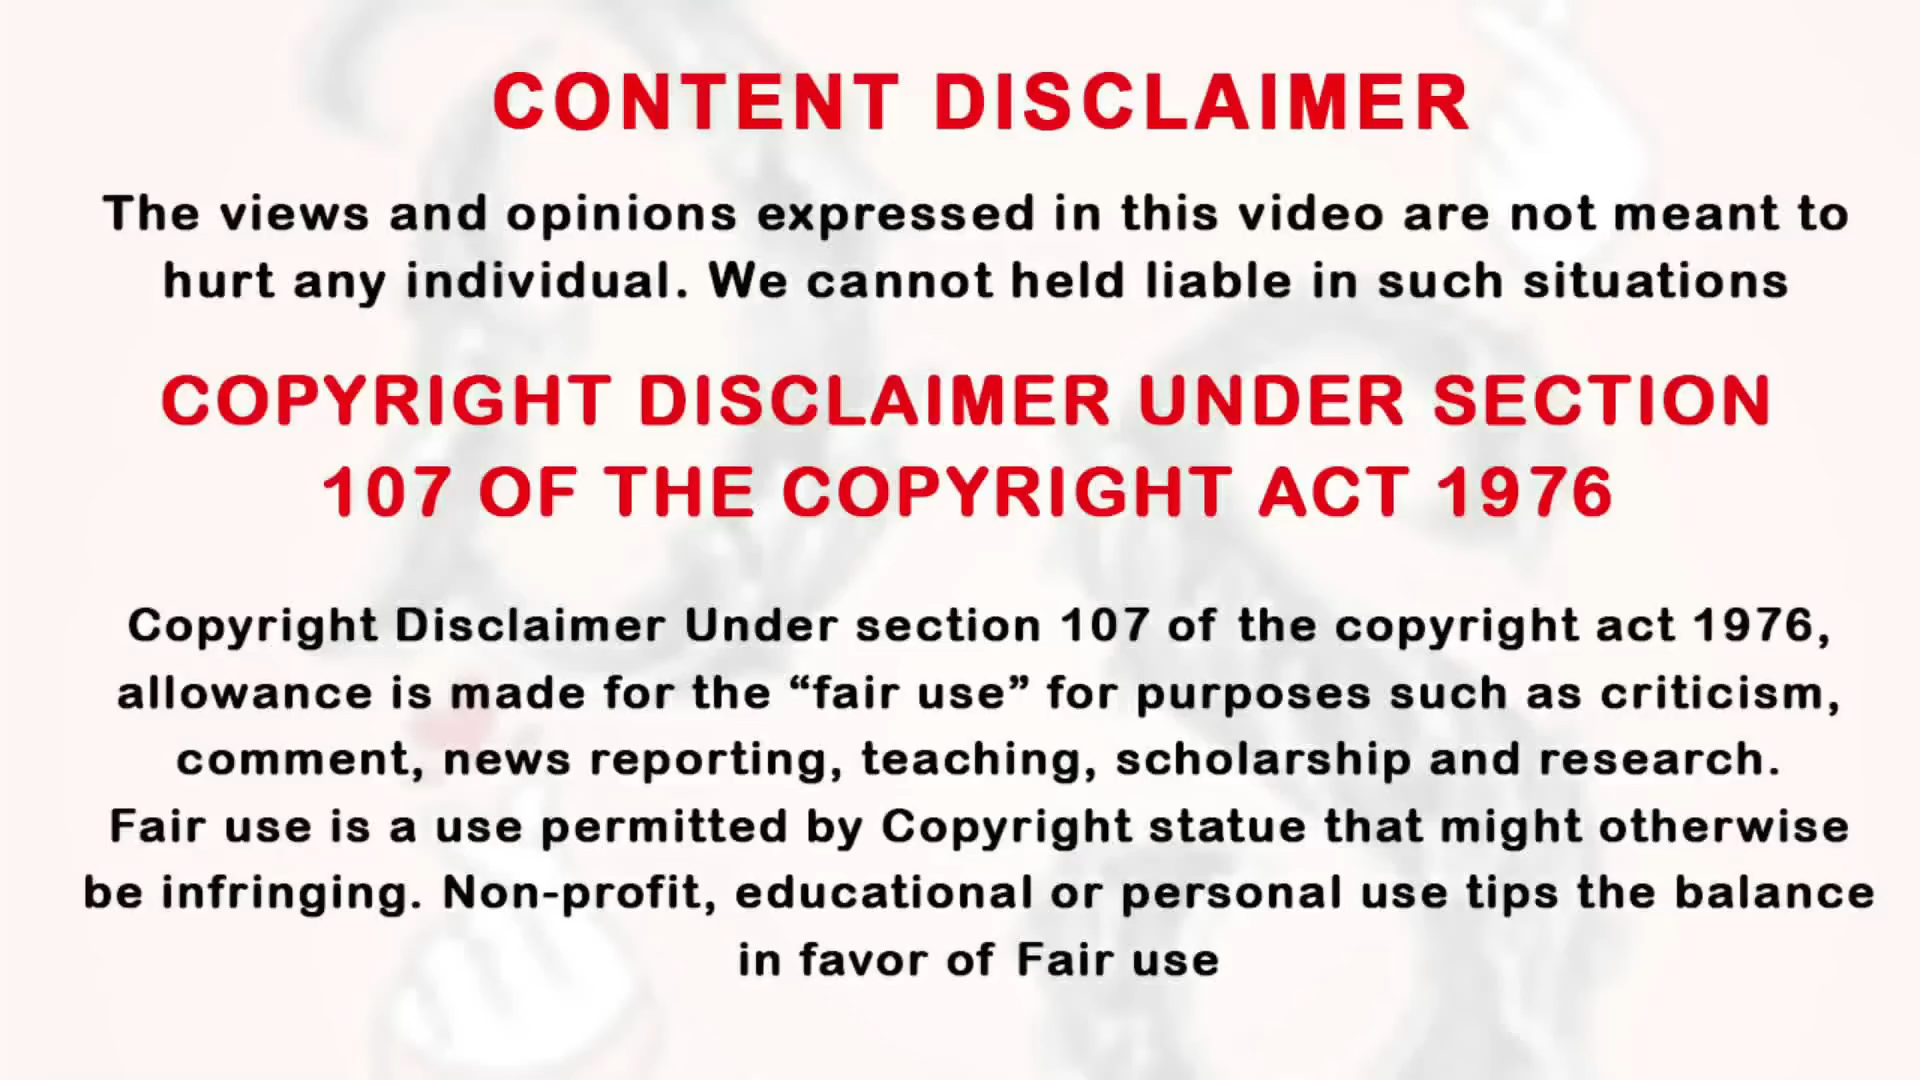 CONTENT DISCLAIMER
The views and opinions expressed in this video are not meant to
hurt any individual. We cannot held liable in such situations
COPYRIGHT DISCLAIMER UNDER SECTION
107 OF THE COPYRIGHT ACT 1976
Copyright Disclaimer Under section 107 of the copyright act 1976,
allowance is made for the “fair use” for purposes such as criticism,
comment, news reporting, teaching, scholarship and research.
Fair use is a use permitted by Copyright statue that might otherwise
be infringing. Non-profit, educational or personal use tips the balance
in favor of Fair use